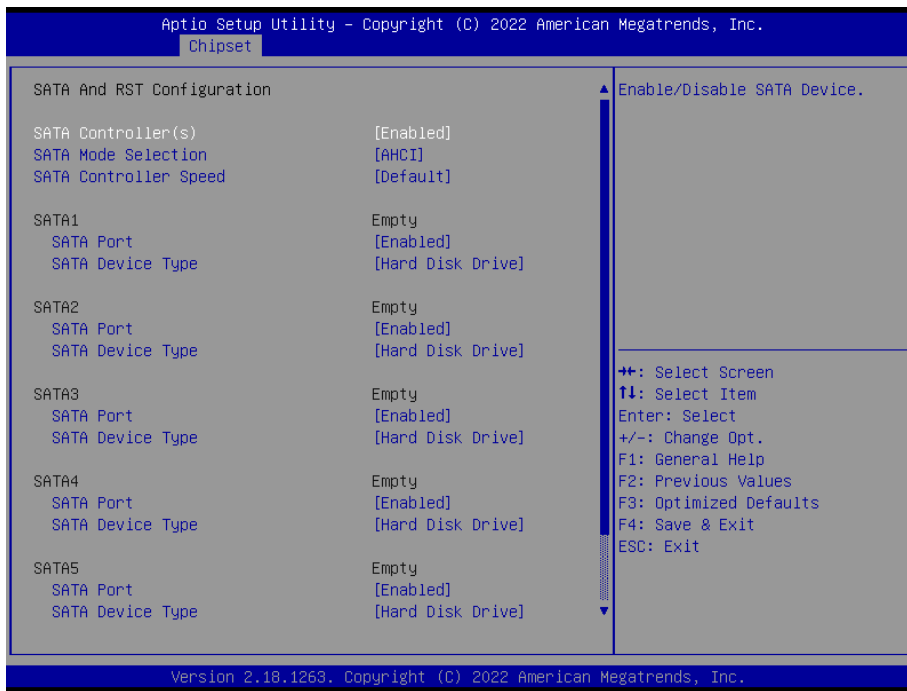 Aptio Setup Utility – Copyright (C) 2022 American Megatrends, Inc.
Chipset
SATA And RST Configuration
SATA Controller(s) [Enabled]
SATA Mode Selection [AHCI]
SATA Controller Speed [Default]
SATA1 Empty
SATA Port [Enabled]
SATA Device Type [Hard Disk Drive]
SATA2 Empty
SATA Port [Enabled]
SATA Device Type [Hard Disk Drive]
SATA3 Empty
SATA Port [Enabled]
SATA Device Type [Hard Disk Drive]
SATA4 Empty
SATA Port [Enabled]
SATA Device Type [Hard Disk Drive]
SATA5 Empty
SATA Port [Enabled]
SATA Device Type [Hard Disk Drive]
Enable/Disable SATA Device.
→←: Select Screen
↑↓: Select Item
Enter: Select
+/-: Change Opt.
F1: General Help
F2: Previous Values
F3: Optimized Defaults
F4: Save & Exit
ESC: Exit
Version 2.18.1263. Copyright (C) 2022 American Megatrends, Inc.